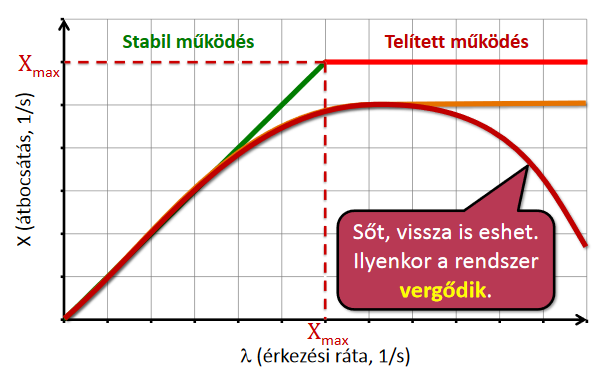 Stabil működés
Telített működés
Xmax
X (átbocsátás, 1/s)
Sőt, vissza is eshet.
Ilyenkor a rendszer
vergődik.
Xmax
λ (érkezési ráta, 1/s)